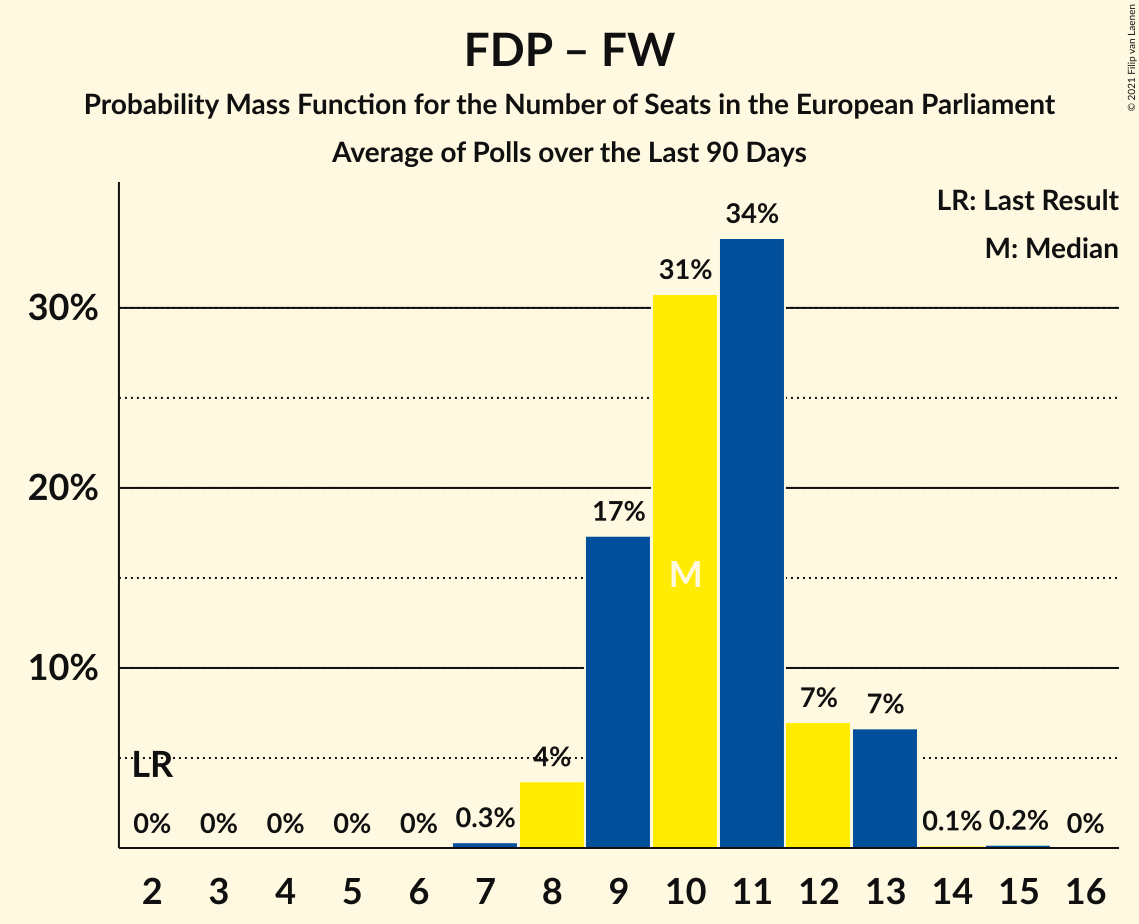 FDP – FW
Probability Mass Function for the Number of Seats in the European Parliament
Average of Polls over the Last 90 Days
© 2021 Filip van Laenen
LR: Last Result
M: Median
34%
31%
30%
20%
17%
M
10%
7%
7%
LR
4%
0%
0%
0%
0%
0%
0.3%
0.1%
0.2%
0%
2 3 4 5 6 7 8 9 10 11 12 13 14 15 16